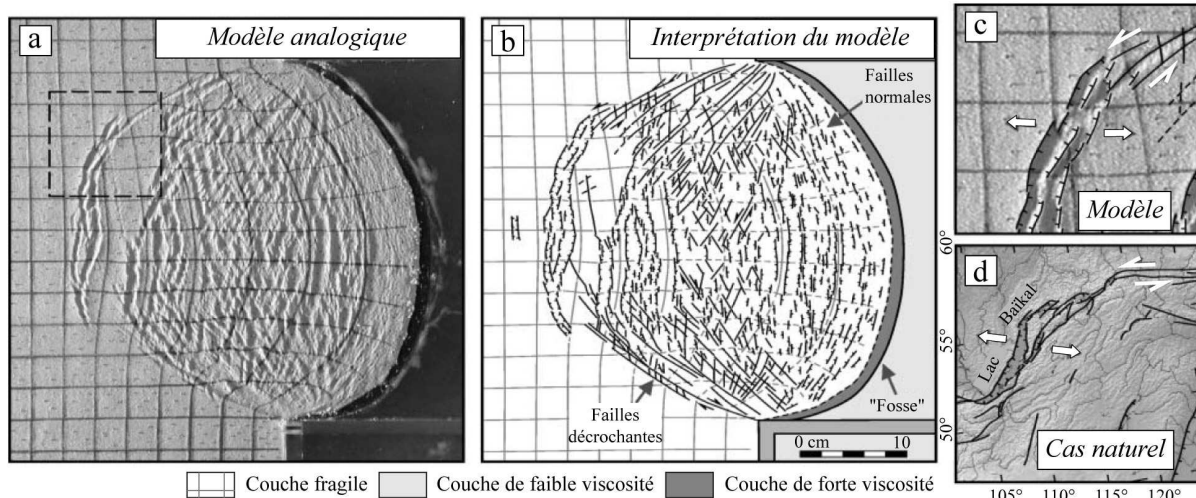 a
Modèle analogique
b
Interprétation du modèle
Failles
normales
Failles
décrochantes
"Fosse"
0 cm 10
c
Modèle
60°
55°
50°
d
Lac Baïkal
Cas naturel
105° 110° 115° 120°
Couche fragile
Couche de faible viscosité
Couche de forte viscosité